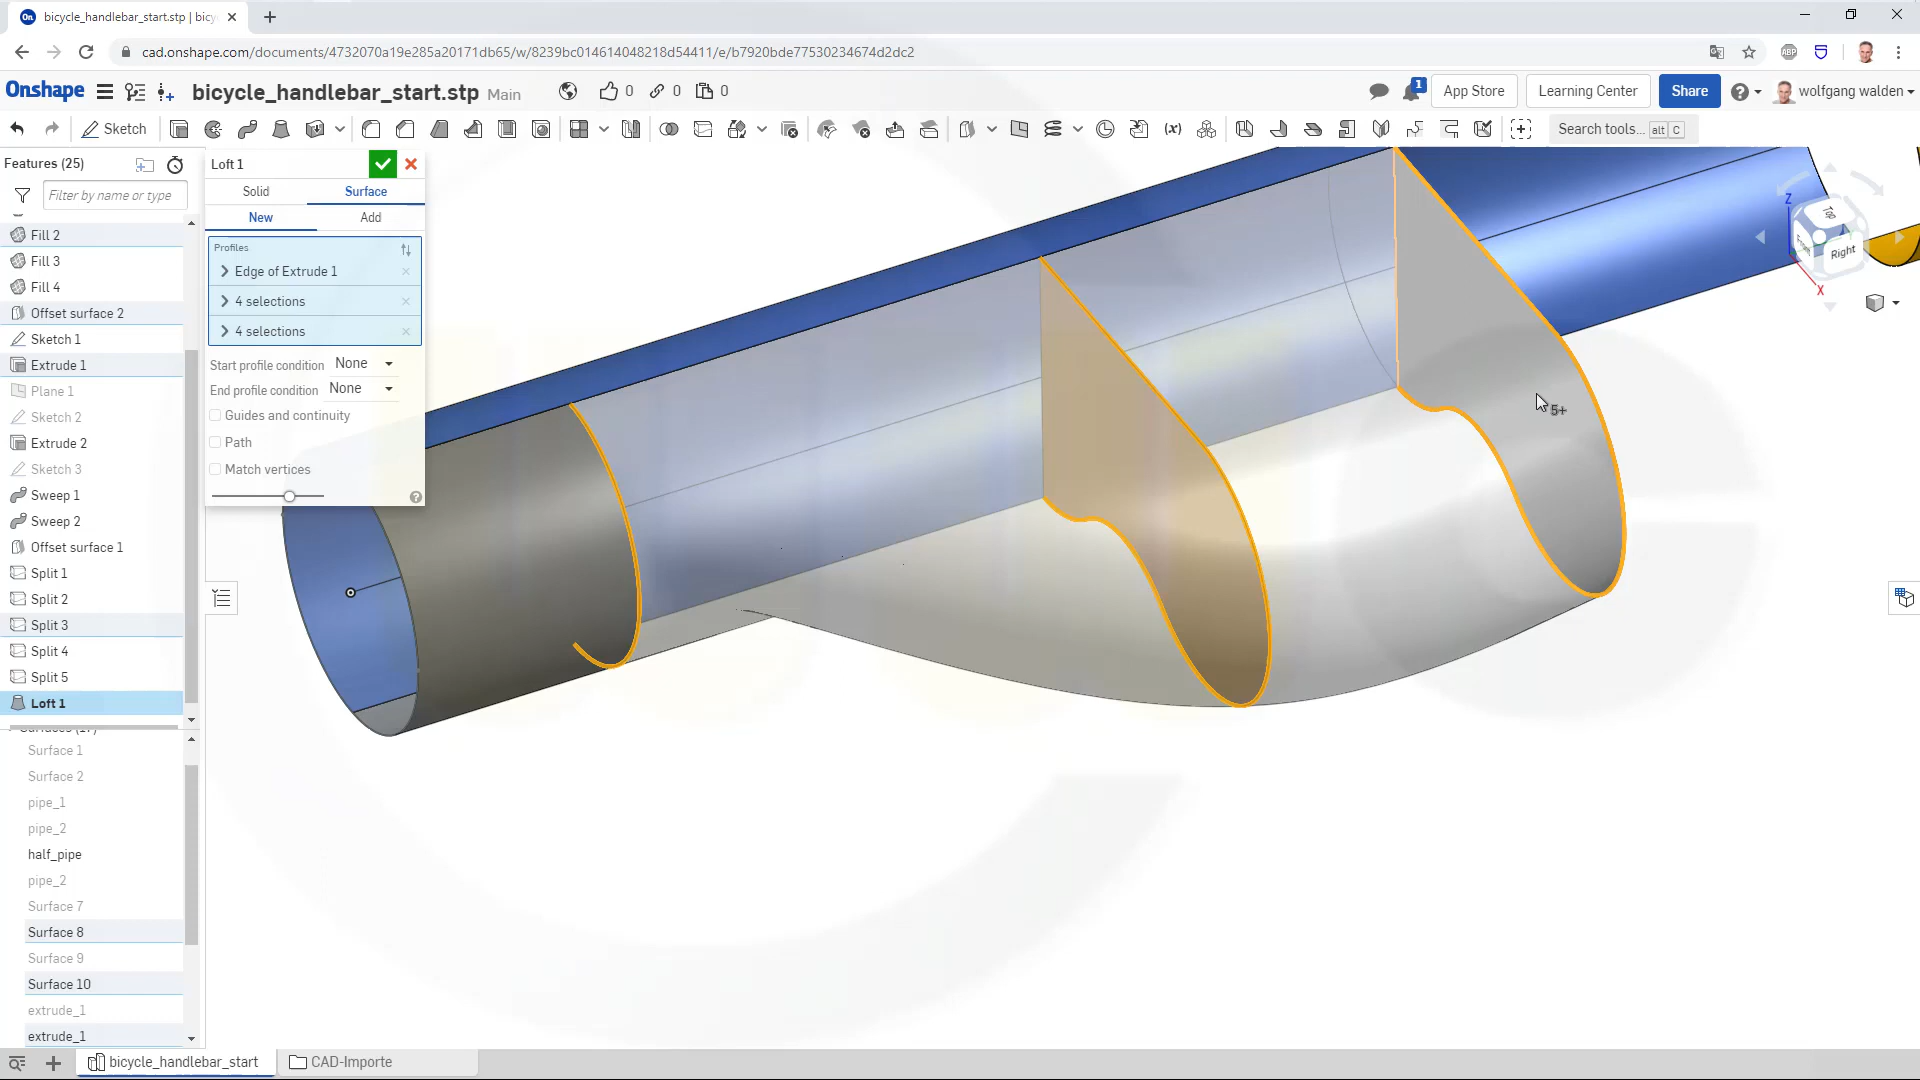 bicycle_handlebar_start.stp | bicy
cad.onshape.com/documents/4732070a19e285a20171db65/w/8239bc014614048218d54411/e/b7920bde77530234674d2dc2
ABP
Onshape
bicycle_handlebar_start.stp Main
0
0
0
1
App Store
Learning Center
Share
wolfgang walden
Sketch
(x)
Search tools... alt C
Features (25)
Filter by name or type
Fill 2
Fill 3
Fill 4
Offset surface 2
Sketch 1
Extrude 1
Plane 1
Sketch 2
Extrude 2
Sketch 3
Sweep 1
Sweep 2
Offset surface 1
Split 1
Split 2
Split 3
Split 4
Split 5
Loft 1
Surfaces (17)
Surface 1
Surface 2
pipe_1
pipe_2
half_pipe
pipe_2
Surface 7
Surface 8
Surface 9
Surface 10
extrude_1
extrude_1
Loft 1
Solid
Surface
New
Add
Profiles
Edge of Extrude 1
4 selections
4 selections
Start profile condition None
End profile condition None
Guides and continuity
Path
Match vertices
5+
Z
Top
Front
Right
X
bicycle_handlebar_start
CAD-Importe